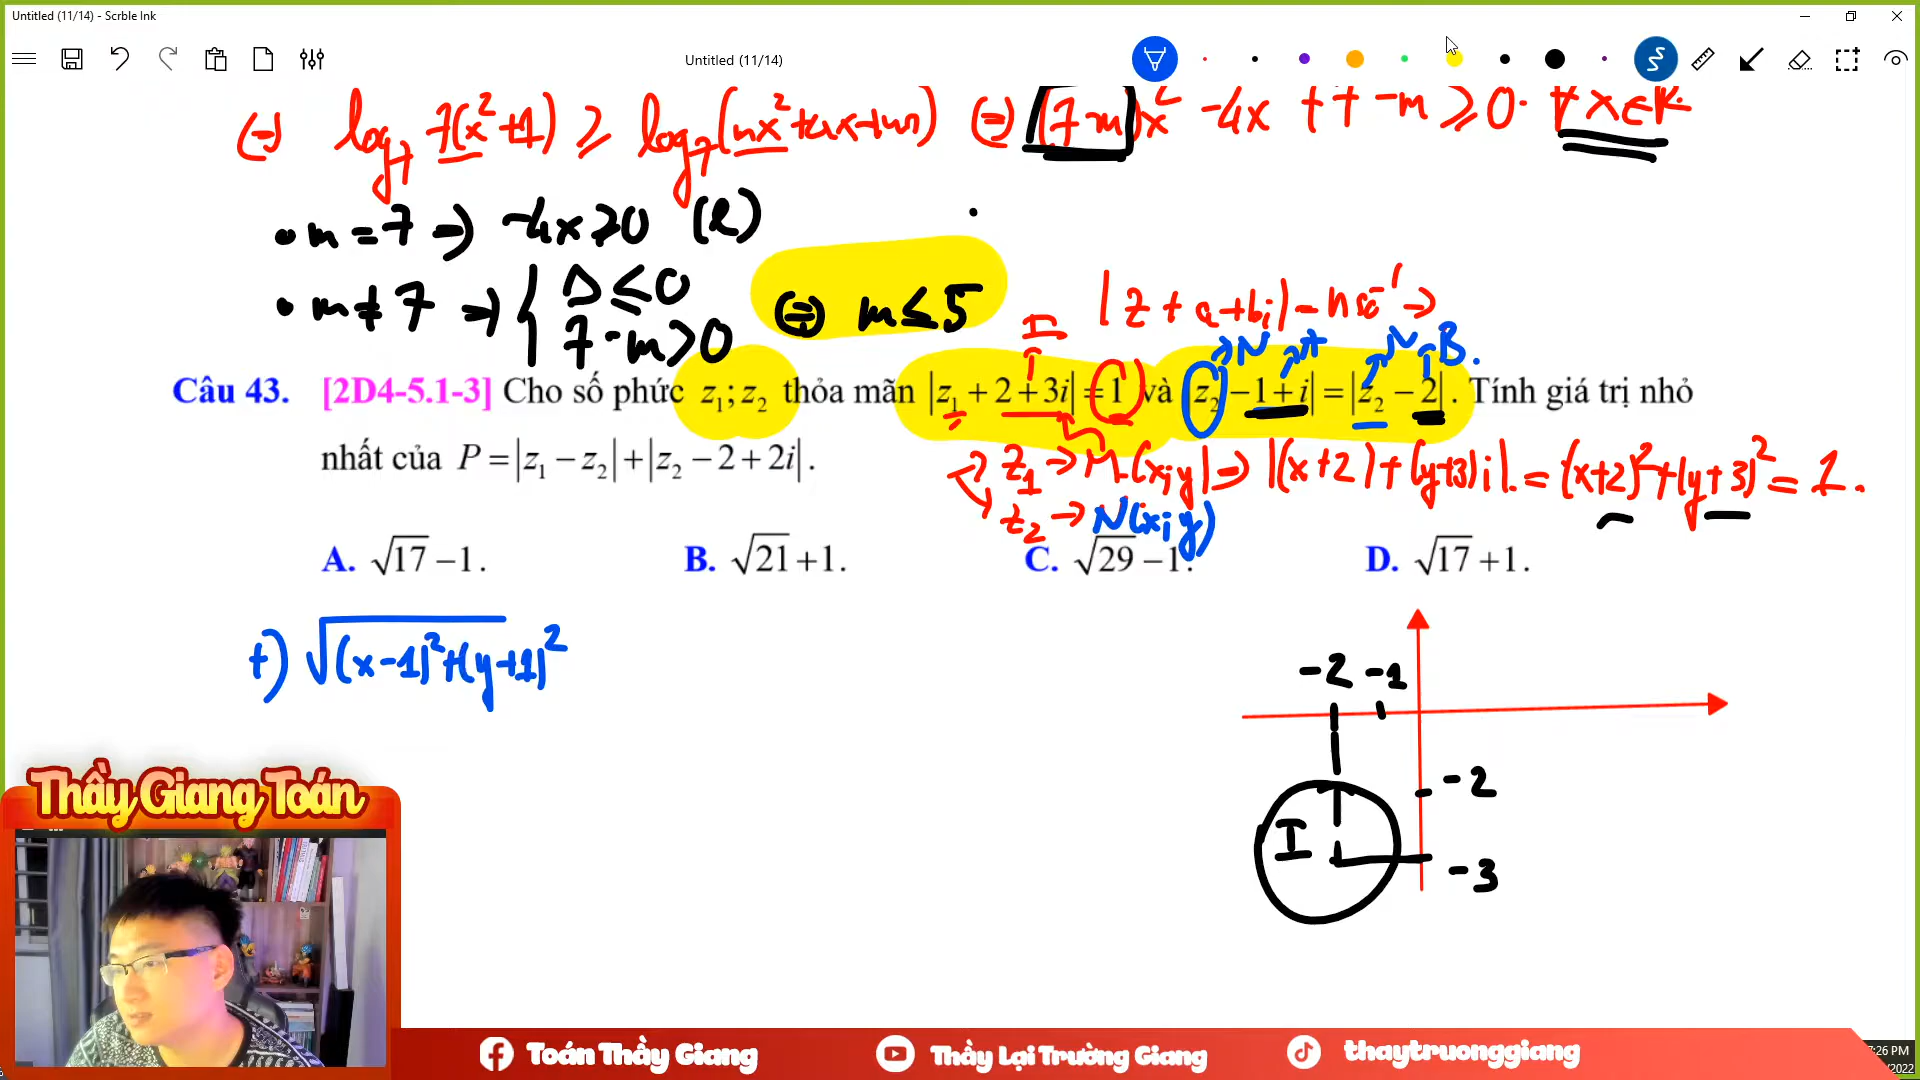 Untitled (11/14) - Scrble Ink
Untitled (11/14)
(=) log₇ 7(x²+1) ≥ log₇(mx²+4x+m) (=) (7-m)x² -4x +7 -m ≥ 0. ∀x∈R
• m = 7 => -4x ≥ 0 (L)
• m ≠ 7 => { Δ ≤ 0
7 - m > 0
(=) m ≤ 5
|z + a+bi| =
I
→N ↗A ↗N ↑B.
Câu 43. [2D4-5.1-3] Cho số phức z₁; z₂ thỏa mãn |z₁ + 2 + 3i| = 1 và |z₂ - 1 + i| = |z₂ - 2|. Tính giá trị nhỏ
nhất của P = |z₁ - z₂| + |z₂ - 2 + 2i|.
z₁ → M(x;y) => |(x+2)+(y+3)i| = (x+2)²+(y+3)² = 1.
z₂ → N(x;y)
A. √17 - 1.
B. √21 + 1.
C. √29 - 1.
D. √17 + 1.
+) √(x-1)²+(y+1)²
-2 -1
-2
I
-3
Thầy Giang Toán
Toán Thầy Giang
Thầy Lại Trường Giang
thaytruonggiang
7:26 PM
/2022